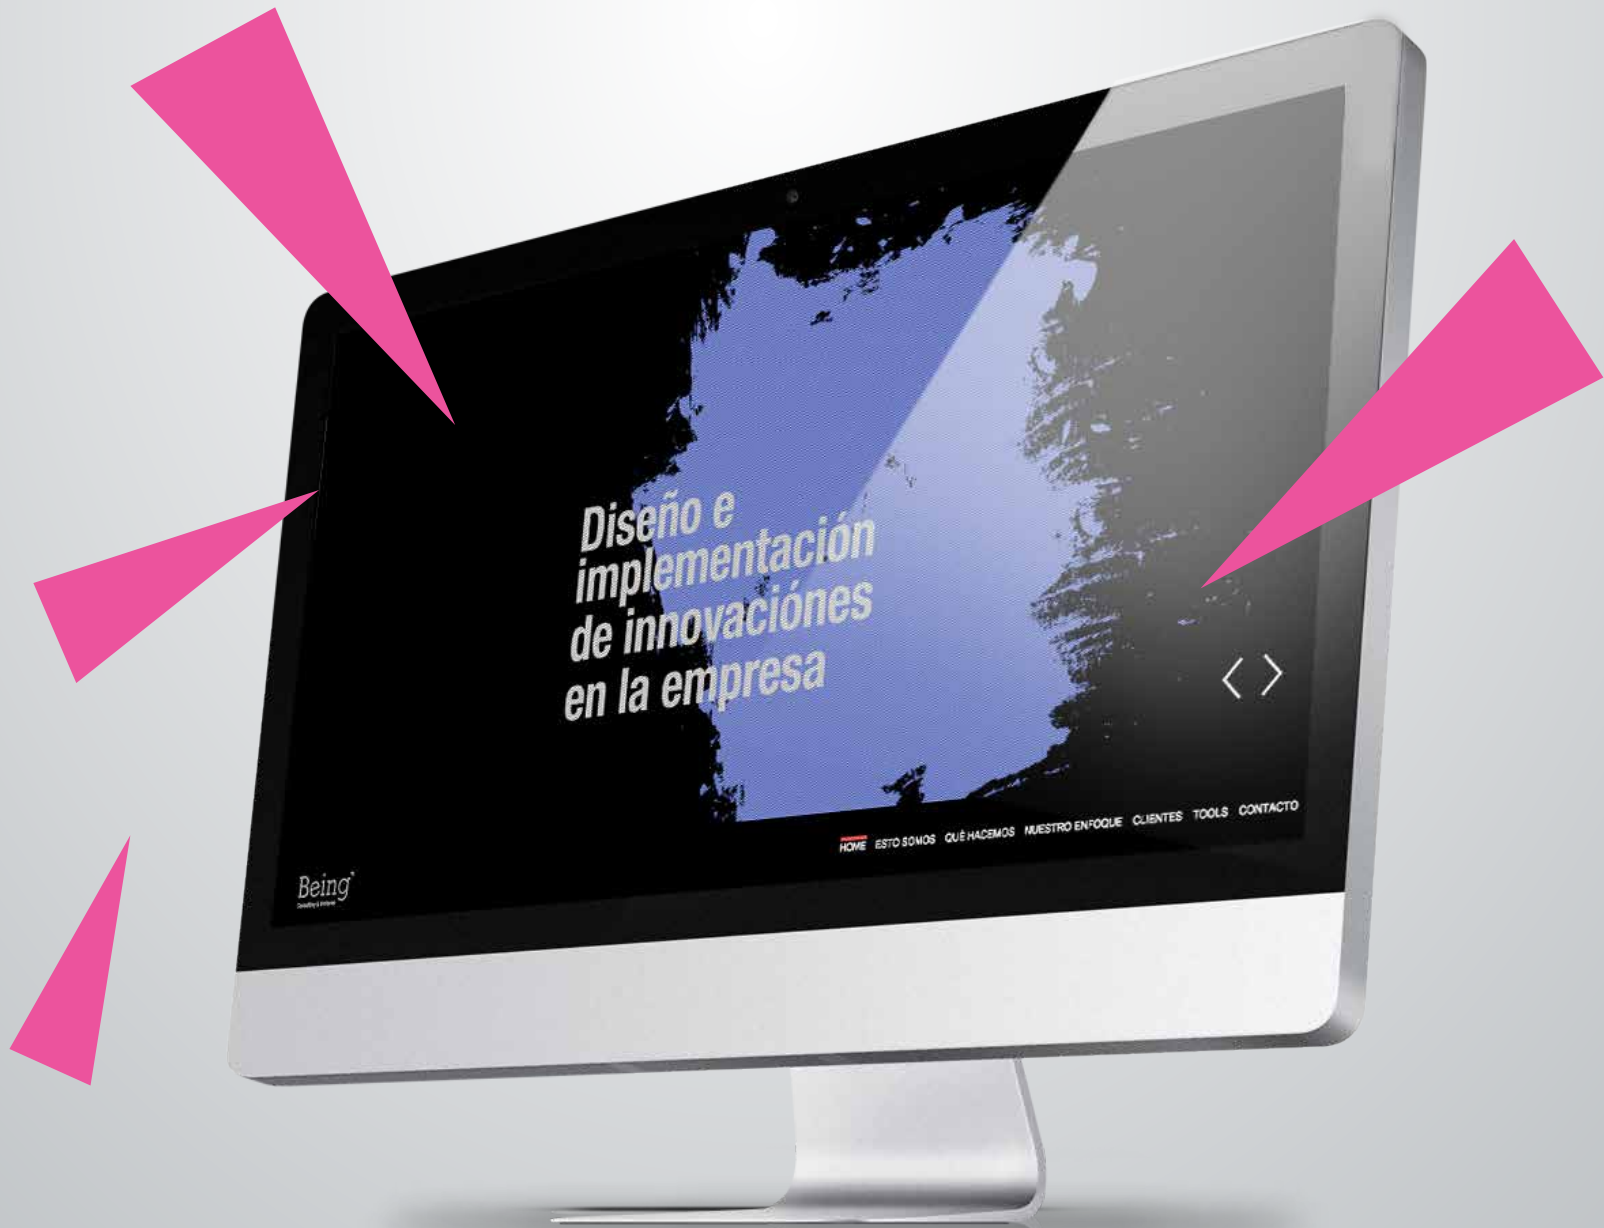 Diseño e
implementación
de innovaciónes
en la empresa
HOME ESTO SOMOS QUÉ HACEMOS NUESTRO ENFOQUE CLIENTES TOOLS CONTACTO
Being